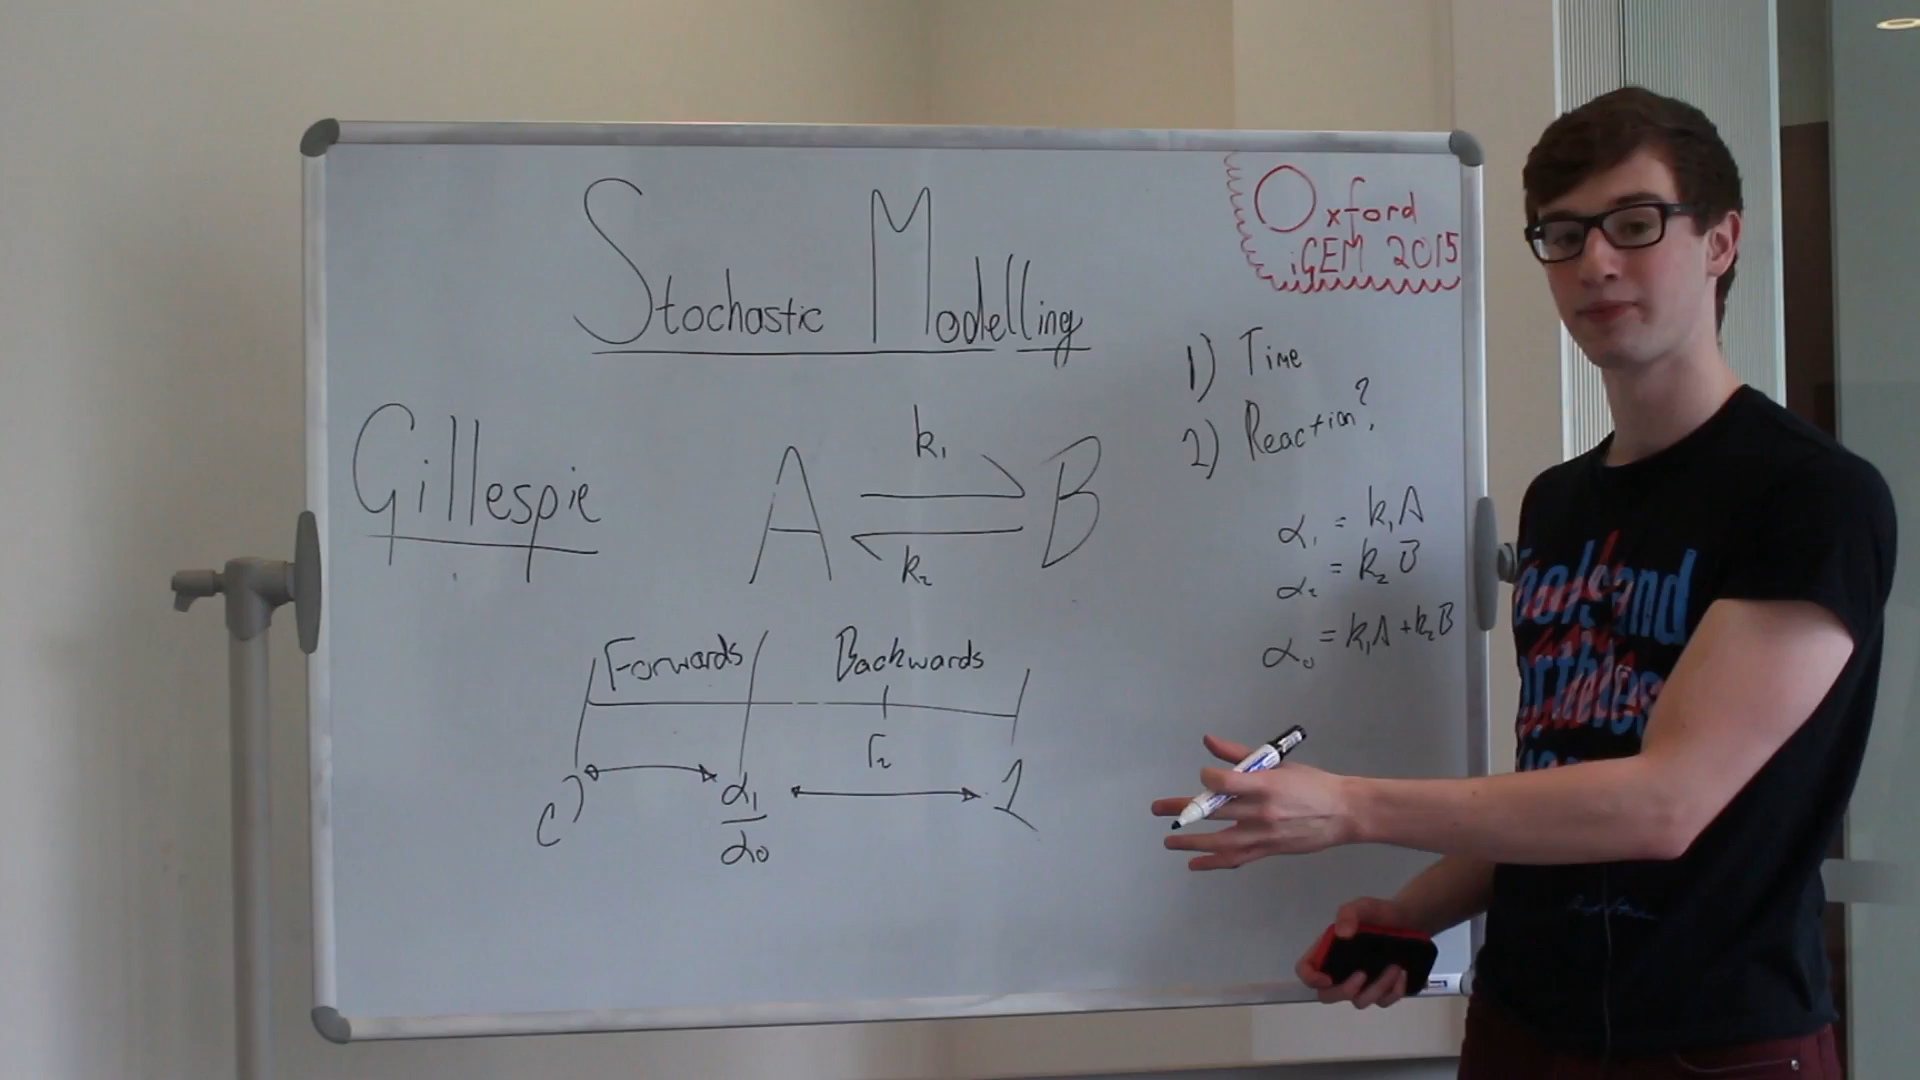 Stochastic Modelling
Oxford
iGEM 2015
1) Time
2) Reaction?
Gillespie
A k₁ B
k₂
α₁ = k₁A
α₂ = k₂B
α₀ = k₁A + k₂B
Forwards Backwards
r₂
0 α₁ 1
α₀
and